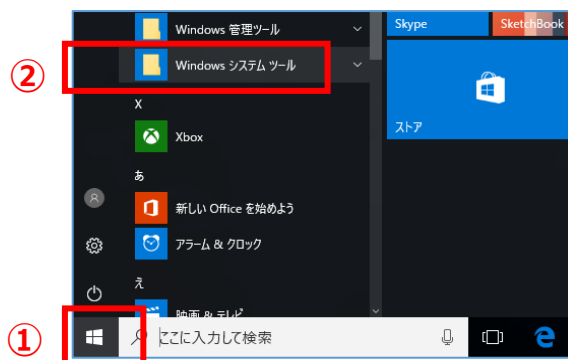 Windows 管理ツール
Skype
SketchBook
②
Windows システム ツール
X
Xbox
ストア
あ
新しい Office を始めよう
アラーム & クロック
え
映画 & テレビ
①
ここに入力して検索